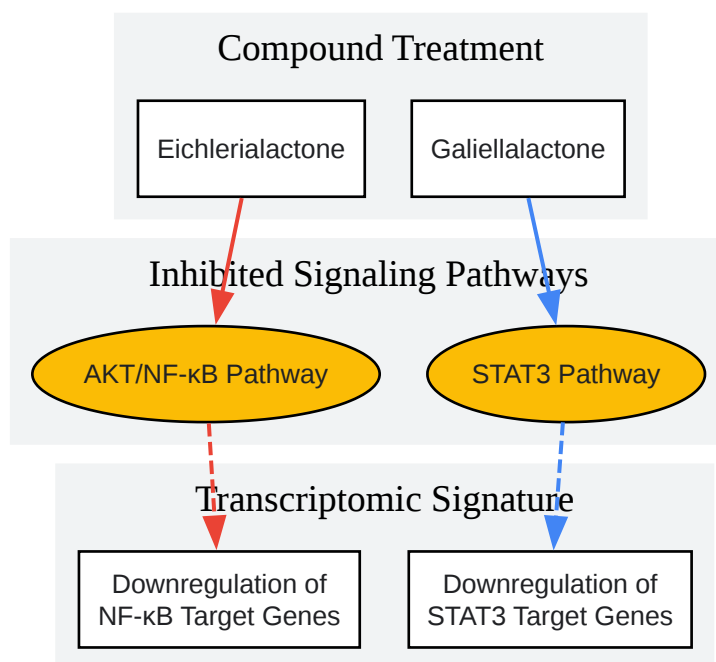 Compound Treatment
Eichlerialactone
Galiellalactone
Inhibited Signaling Pathways
AKT/NF-κB Pathway
STAT3 Pathway
Transcriptomic Signature
Downregulation of
NF-κB Target Genes
Downregulation of
STAT3 Target Genes